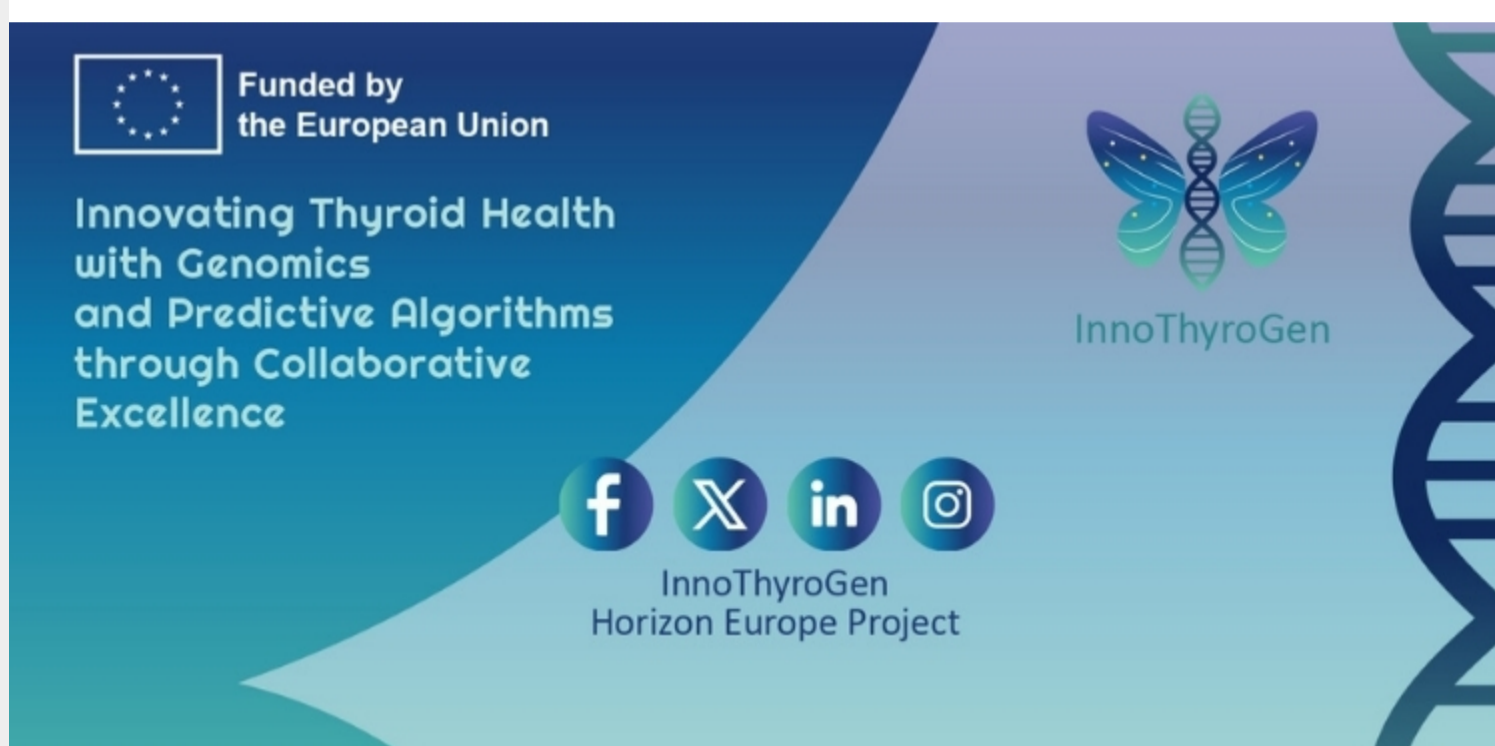 Funded by
the European Union
Innovating Thyroid Health
with Genomics
and Predictive Algorithms
through Collaborative
Excellence
InnoThyroGen
InnoThyroGen
Horizon Europe Project